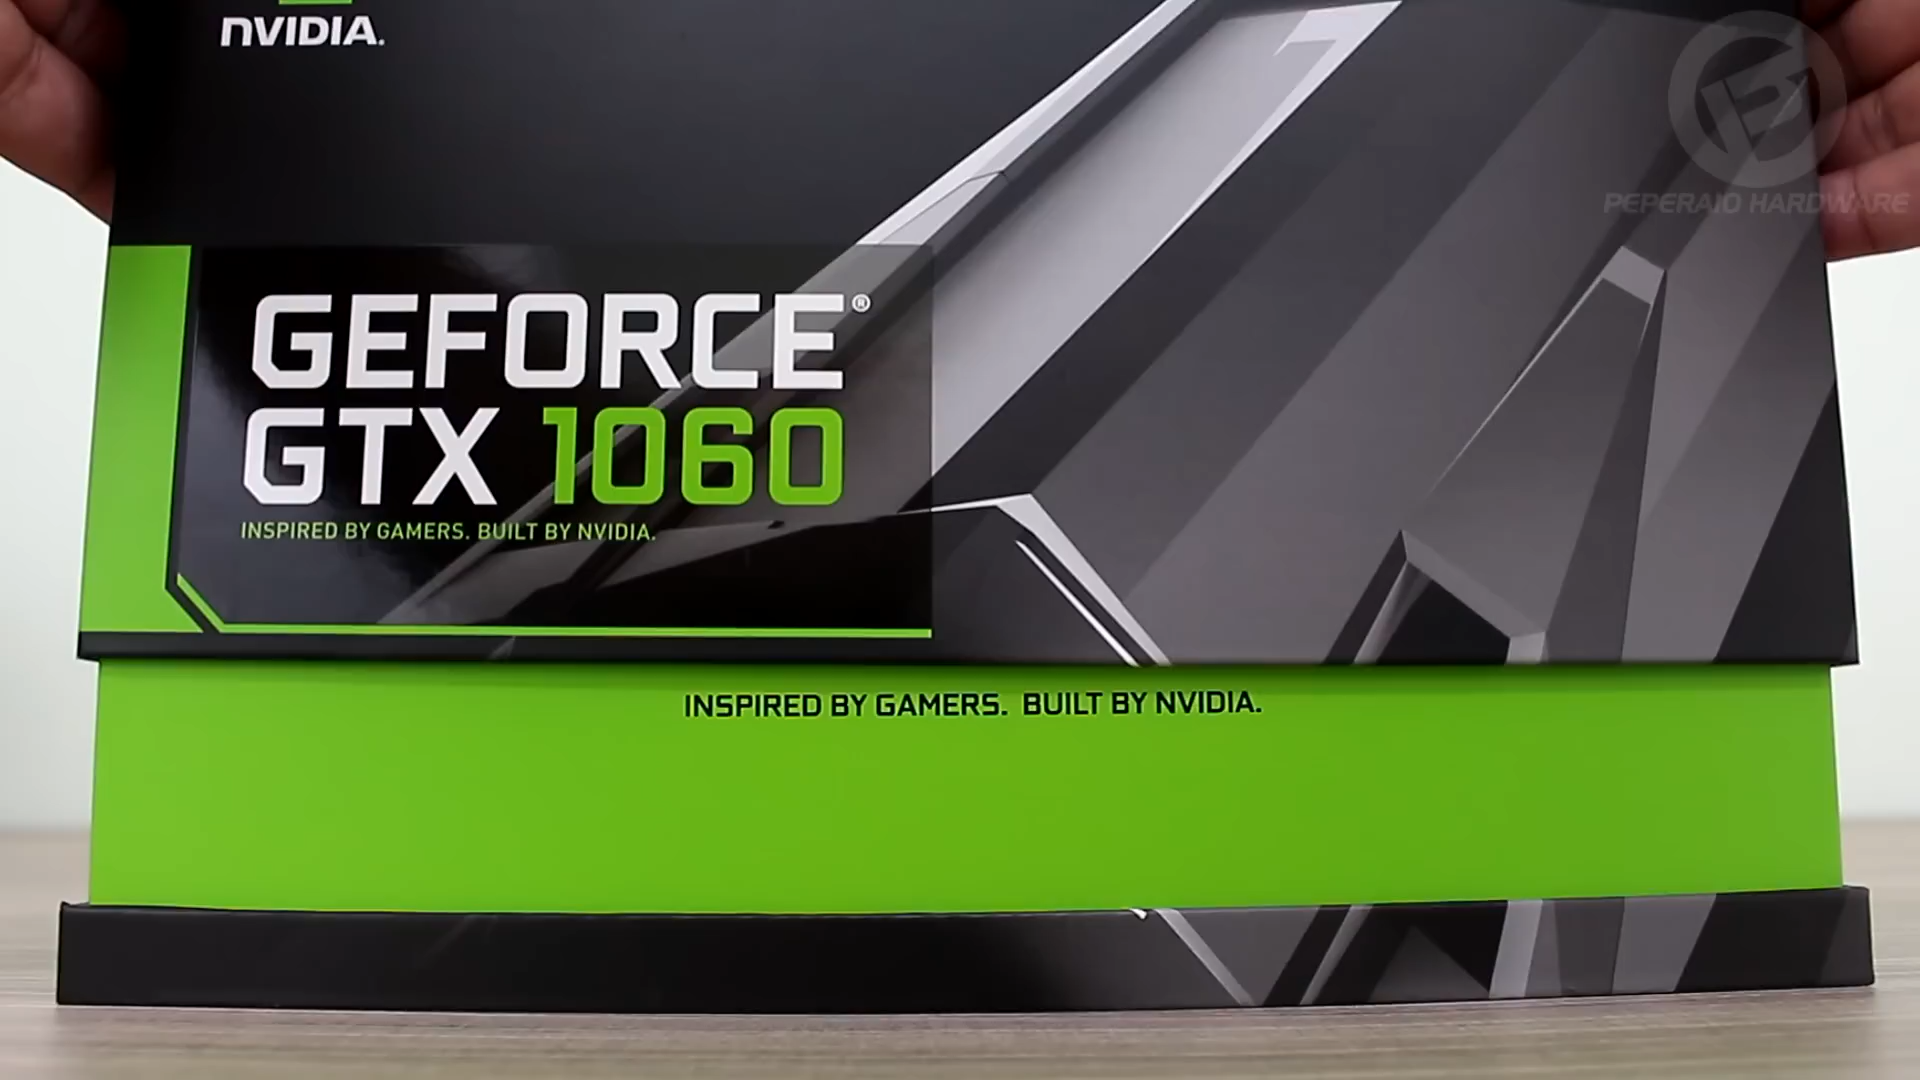 NVIDIA.
PEPERAIO HARDWARE
GEFORCE®
GTX 1060
INSPIRED BY GAMERS. BUILT BY NVIDIA.
INSPIRED BY GAMERS. BUILT BY NVIDIA.